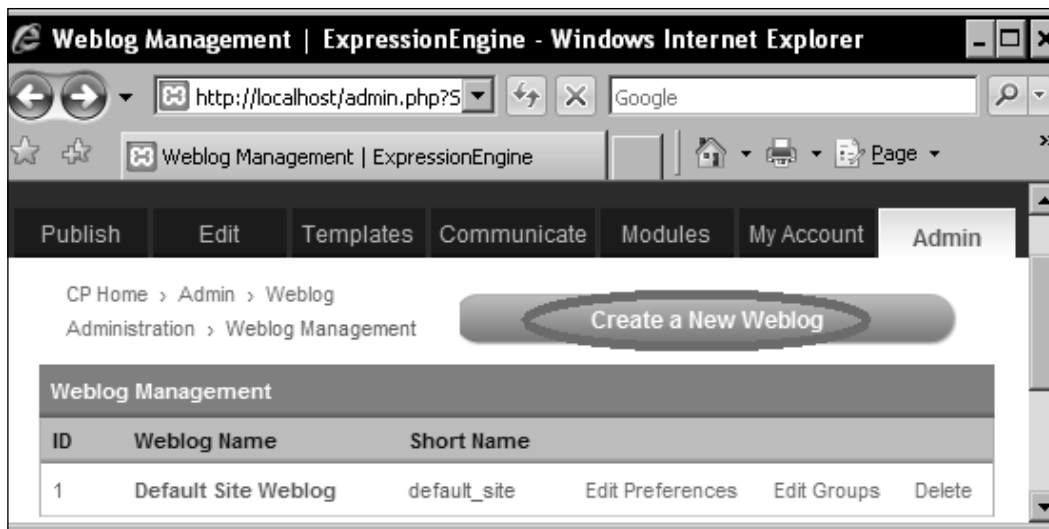 Weblog Management | ExpressionEngine - Windows Internet Explorer
http://localhost/admin.php?S
Google
Weblog Management | ExpressionEngine
Page
Publish Edit Templates Communicate Modules My Account Admin
CP Home › Admin › Weblog
Administration › Weblog Management
Create a New Weblog
Weblog Management
ID Weblog Name Short Name
1 Default Site Weblog default_site Edit Preferences Edit Groups Delete